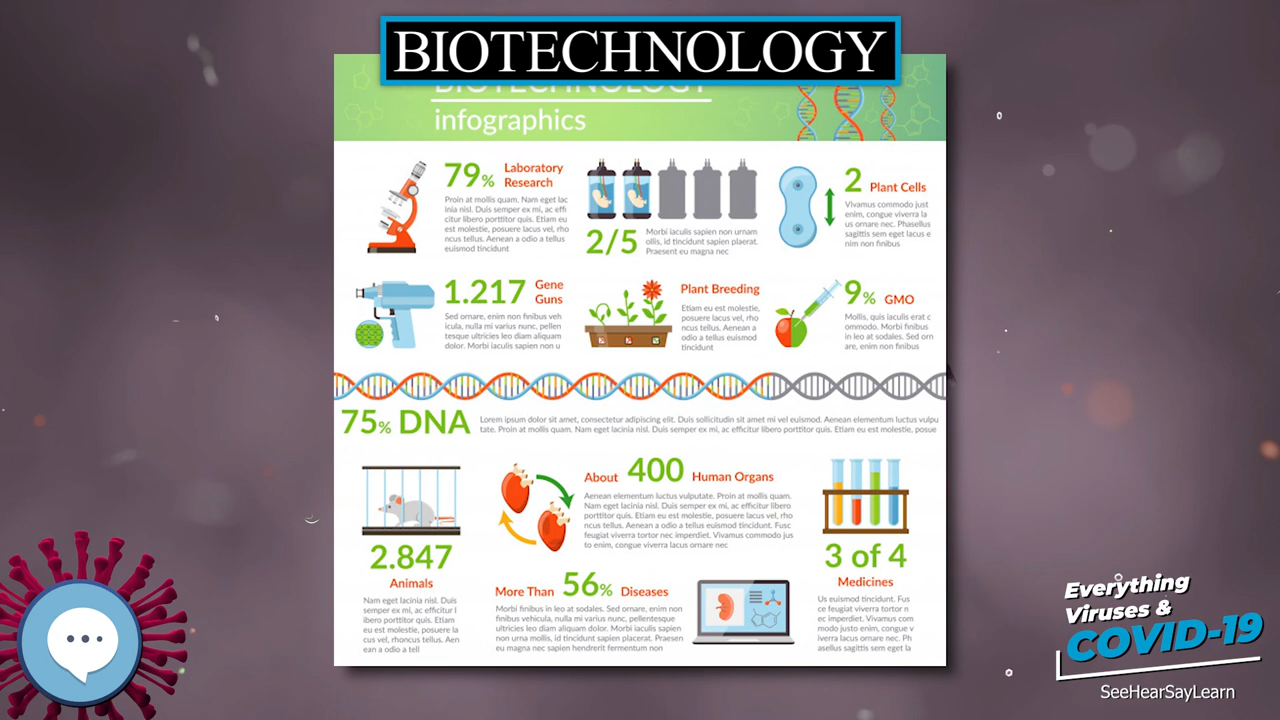 BIOTECHNOLOGY
BIOTECHNOLOGY
infographics
79% Laboratory
Research
Proin at mollis quam. Nam eget lac
inia nisl. Duis semper ex mi, ac effi
citur libero porttitor quis. Etiam eu
est molestie, posuere lacus vel, rho
ncus tellus. Aenean a odio a tellus
euismod tincidunt
2/5
Morbi iaculis sapien non urnam
ollis, id tincidunt sapien placerat.
Praesent eu magna nec
2 Plant Cells
Vivamus commodo just
enim, congue viverra la
us ornare nec. Phasellus
sagittis sem eget lacus e
nim non finibus
1.217 Gene
Guns
Sed ornare, enim non finibus veh
icula, nulla mi varius nunc, pellen
tesque ultricies leo diam aliquam
dolor. Morbi iaculis sapien non u
Plant Breeding
Etiam eu est molestie,
posuere lacus vel, rho
ncus tellus. Aenean a
odio a tellus euismod
tincidunt
9% GMO
Mollis, quis iaculis erat c
ommodo. Morbi finibus
in leo at sodales. Sed orn
are, enim non finibus
75% DNA
Lorem ipsum dolor sit amet, consectetur adipiscing elit. Duis sollicitudin sit amet mi vel euismod. Aenean elementum luctus vulpu
tate. Proin at mollis quam. Nam eget lacinia nisl. Duis semper ex mi, ac efficitur libero porttitor quis. Etiam eu est molestie, posue
2.847
Animals
Nam eget lacinia nisl. Duis
semper ex mi, ac efficitur l
ibero porttitor quis. Etiam
eu est molestie, posuere la
cus vel, rhoncus tellus. Aen
ean a odio a tell
About 400 Human Organs
Aenean elementum luctus vulputate. Proin at mollis quam.
Nam eget lacinia nisl. Duis semper ex mi, ac efficitur libero
porttitor quis. Etiam eu est molestie, posuere lacus vel, rho
ncus tellus. Aenean a odio a tellus euismod tincidunt. Fusc
feugiat viverra tortor nec imperdiet. Vivamus commodo jus
to enim, congue viverra lacus ornare nec
More Than 56% Diseases
Morbi finibus in leo at sodales. Sed ornare, enim non
finibus vehicula, nulla mi varius nunc, pellentesque
ultricies leo diam aliquam dolor. Morbi iaculis sapien
non urna mollis, id tincidunt sapien placerat. Praesen
eu magna nec sapien hendrerit fermentum non
3 of 4
Medicines
Us euismod tincidunt. Fus
ce feugiat viverra tortor n
ec imperdiet. Vivamus com
modo justo enim, congue v
iverra lacus ornare nec. Ph
asellus sagittis sem eget la
Everything
Viruses &
COVID-19
SeeHearSayLearn